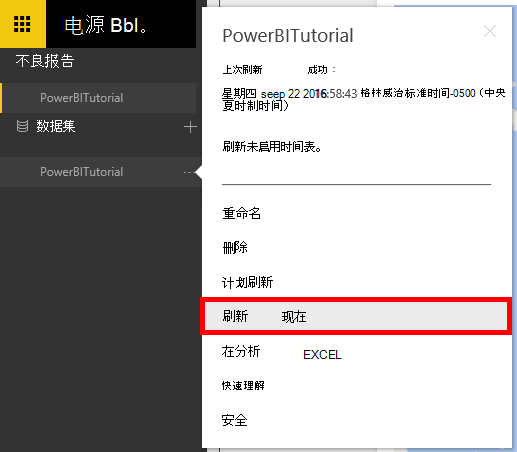 电源 Bbl。
不良报告
PowerBITutorial
数据集
PowerBITutorial
PowerBITutorial
上次刷新 成功 :
星期四 seep 22 2016:58:43 格林威治标准时间-0500（中央
夏时制时间）
刷新未启用时间表。
重命名
删除
计划刷新
刷新 现在
在分析 EXCEL
快速理解
安全